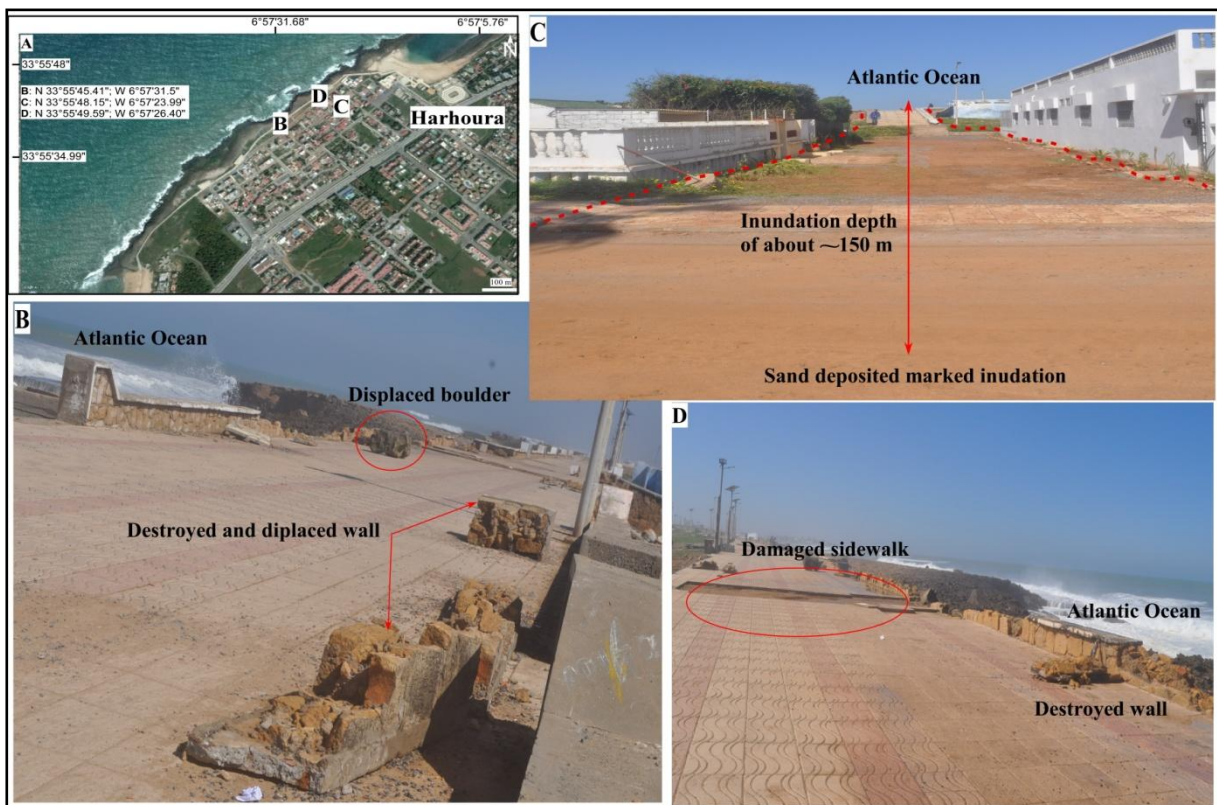 A
6°57'31.68"
6°57'5.76"
N
33°55'48"
33°55'34.99"
B: N 33°55'45.41"; W 6°57'31.5"
C: N 33°55'48.15"; W 6°57'23.99"
D: N 33°55'49.59"; W 6°57'26.40"
D
C
B
Harhoura
100 m
C
Atlantic Ocean
Inundation depth
of about ~150 m
Sand deposited marked inudation
B
Atlantic Ocean
Displaced boulder
Destroyed and diplaced wall
D
Damaged sidewalk
Atlantic Ocean
Destroyed wall